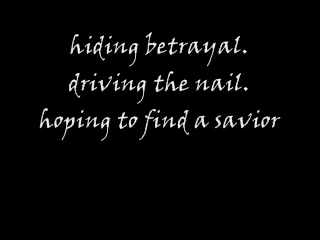 hiding betrayal.
driving the nail.
hoping to find a savior